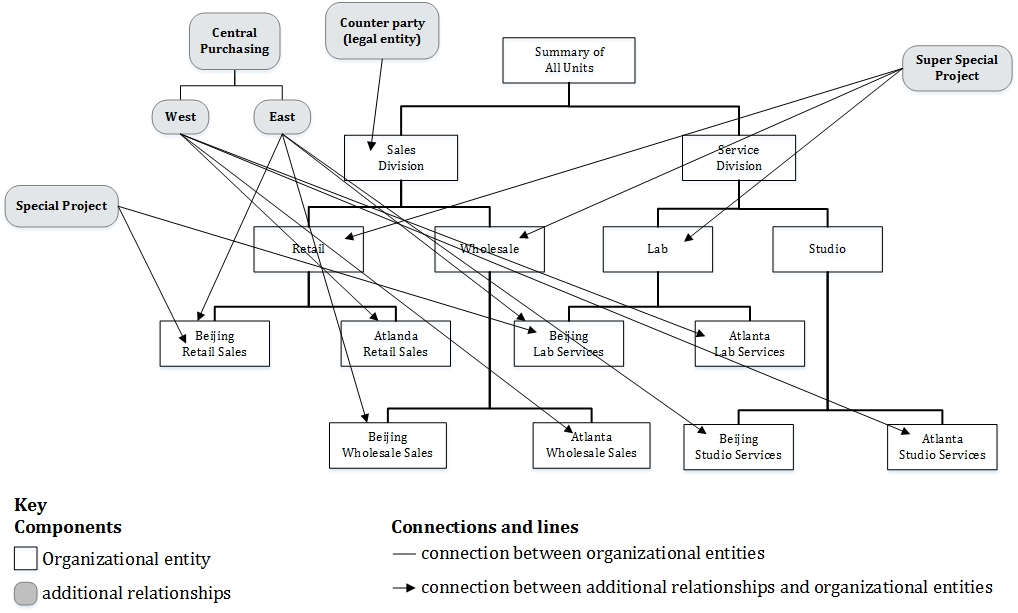 Central
Purchasing
Counter party
(legal entity)
Summary of
All Units
Super Special
Project
West
East
Sales
Division
Service
Division
Special Project
Retail
Wholesale
Lab
Studio
Beijing
Retail Sales
Atlanda
Retail Sales
Beijing
Lab Services
Atlanta
Lab Services
Beijing
Wholesale Sales
Atlanta
Wholesale Sales
Beijing
Studio Services
Atlanta
Studio Services
Key
Components
Organizational entity
additional relationships
Connections and lines
connection between organizational entities
connection between additional relationships and organizational entities